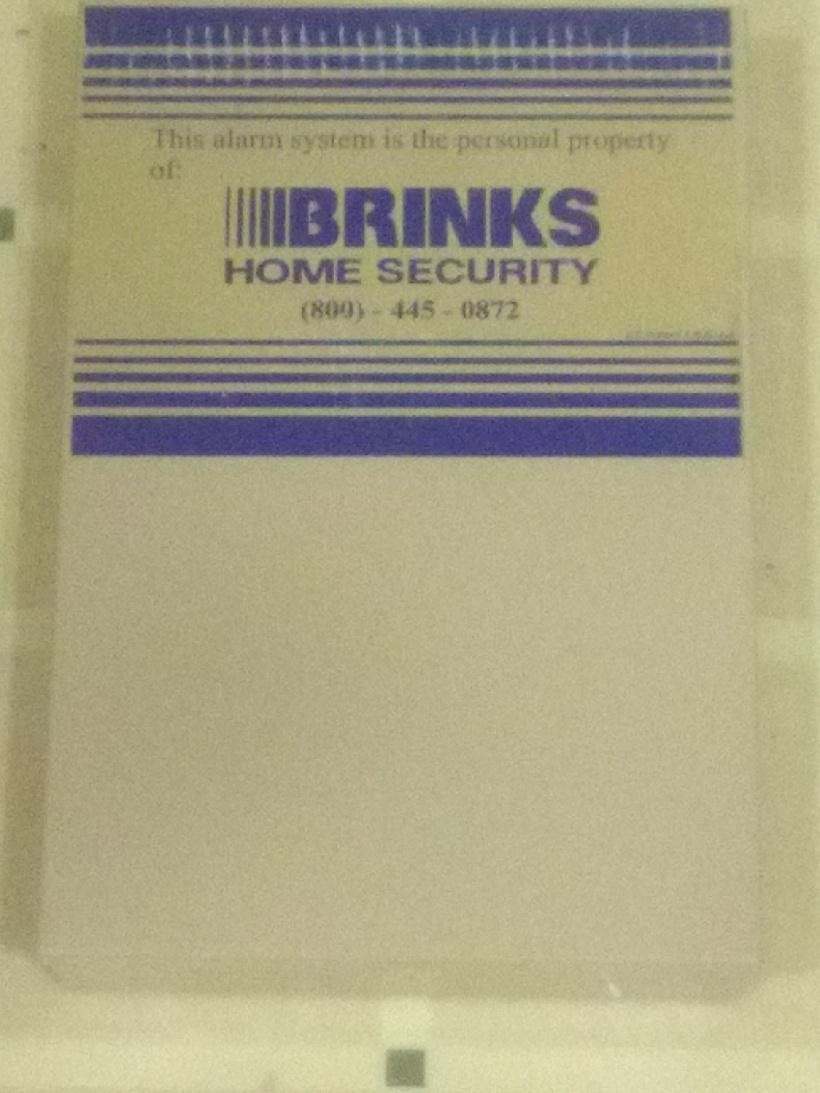 This alarm system is the personal property
of:
BRINKS
HOME SECURITY
(800) - 445 - 0872